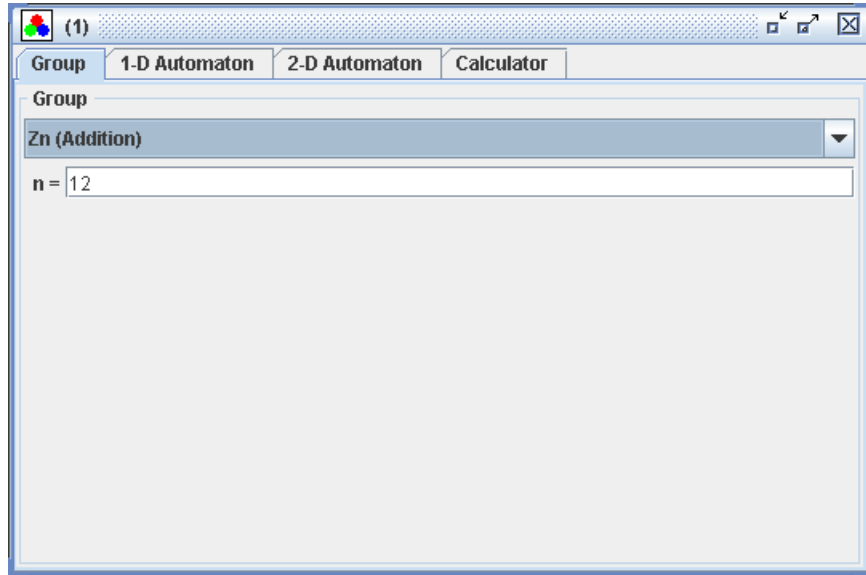 (1)
Group 1-D Automaton 2-D Automaton Calculator
Group
Zn (Addition)
n = 12